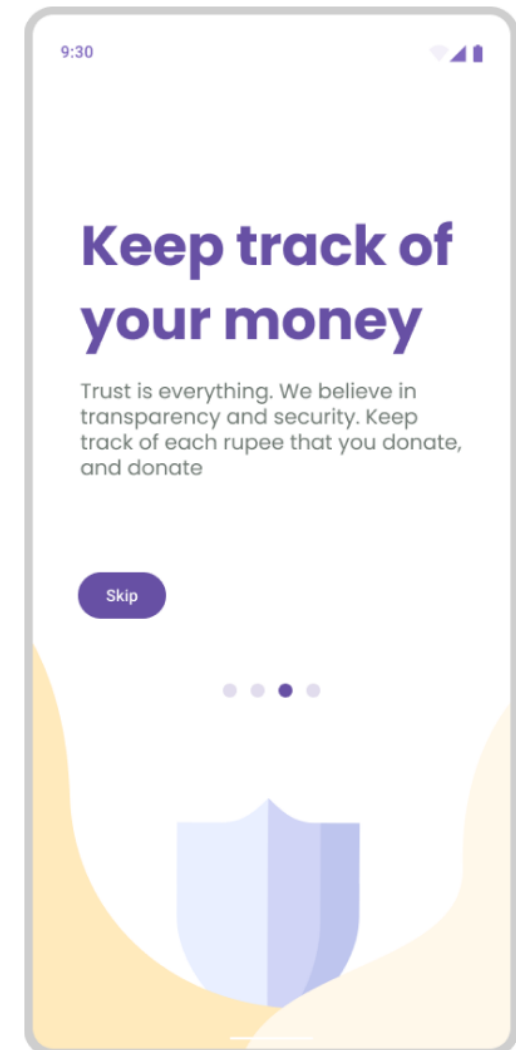 9:30
Keep track of
your money
Trust is everything. We believe in
transparency and security. Keep
track of each rupee that you donate,
and donate
Skip